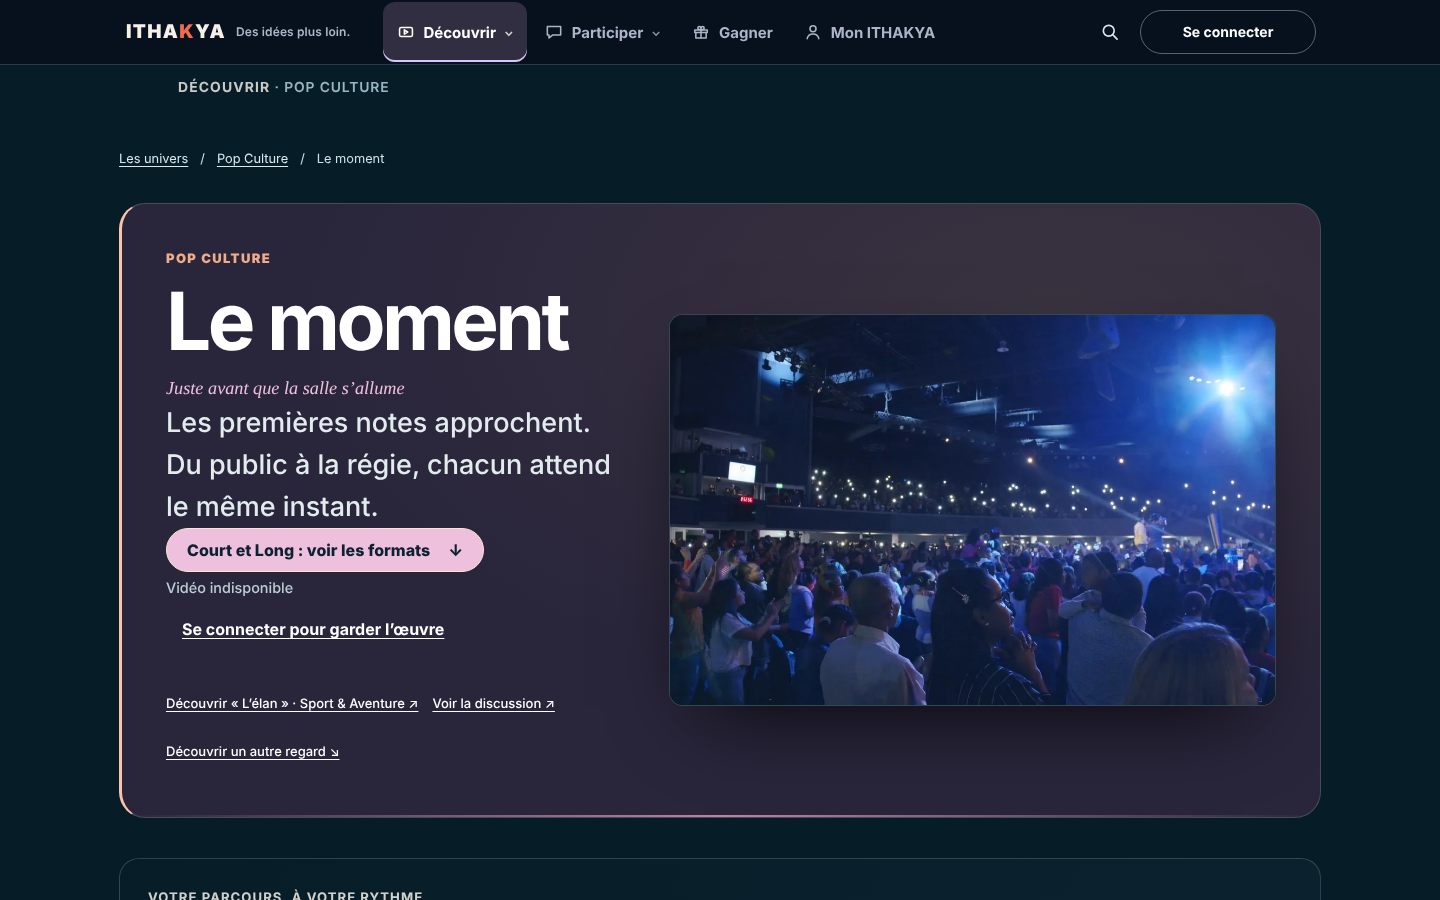 ITHAKYA Des idées plus loin. Découvrir Participer Gagner Mon ITHAKYA Se connecter
DÉCOUVRIR · POP CULTURE
Les univers / Pop Culture / Le moment
POP CULTURE
Le moment
Juste avant que la salle s’allume
Les premières notes approchent.
Du public à la régie, chacun attend
le même instant.
Court et Long : voir les formats ↓
Vidéo indisponible
Se connecter pour garder l’œuvre
Découvrir « L’élan » · Sport & Aventure ↗ Voir la discussion ↗
Découvrir un autre regard ↘
VOTRE PARCOURS, À VOTRE RYTHME